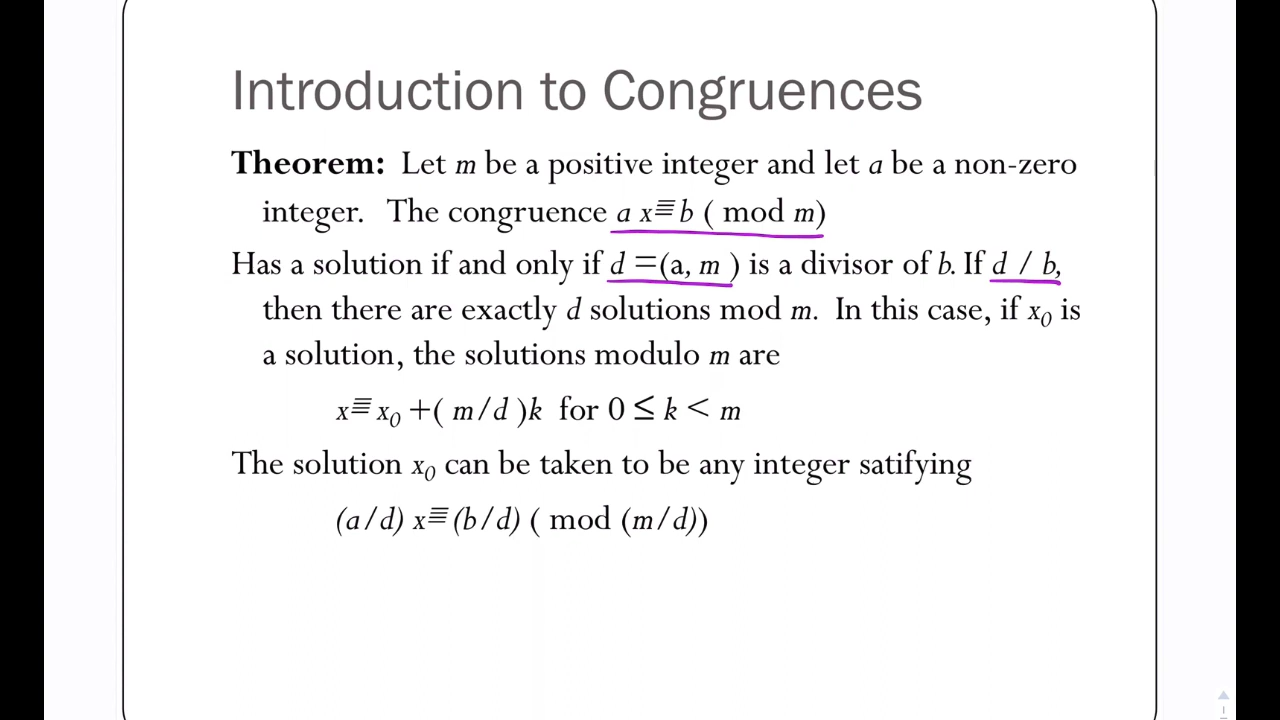 Introduction to Congruences
Theorem: Let m be a positive integer and let a be a non-zero
integer. The congruence a x≡b ( mod m)
Has a solution if and only if d =(a, m ) is a divisor of b. If d / b,
then there are exactly d solutions mod m. In this case, if x₀ is
a solution, the solutions modulo m are
x≡ x₀ +( m/d )k for 0 ≤ k < m
The solution x₀ can be taken to be any integer satifying
(a/d) x≡ (b/d) ( mod (m/d))